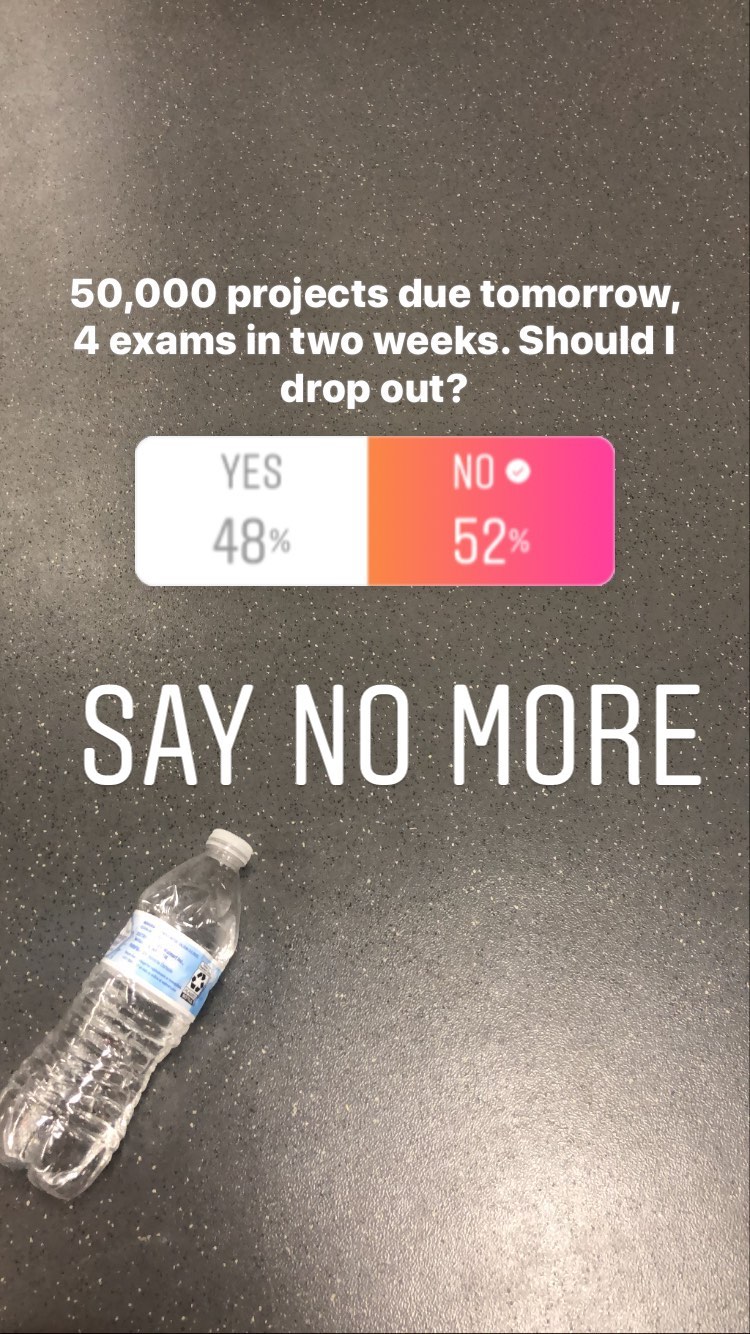 50,000 projects due tomorrow,
4 exams in two weeks. Should I
drop out?
YES NO
48% 52%
SAY NO MORE